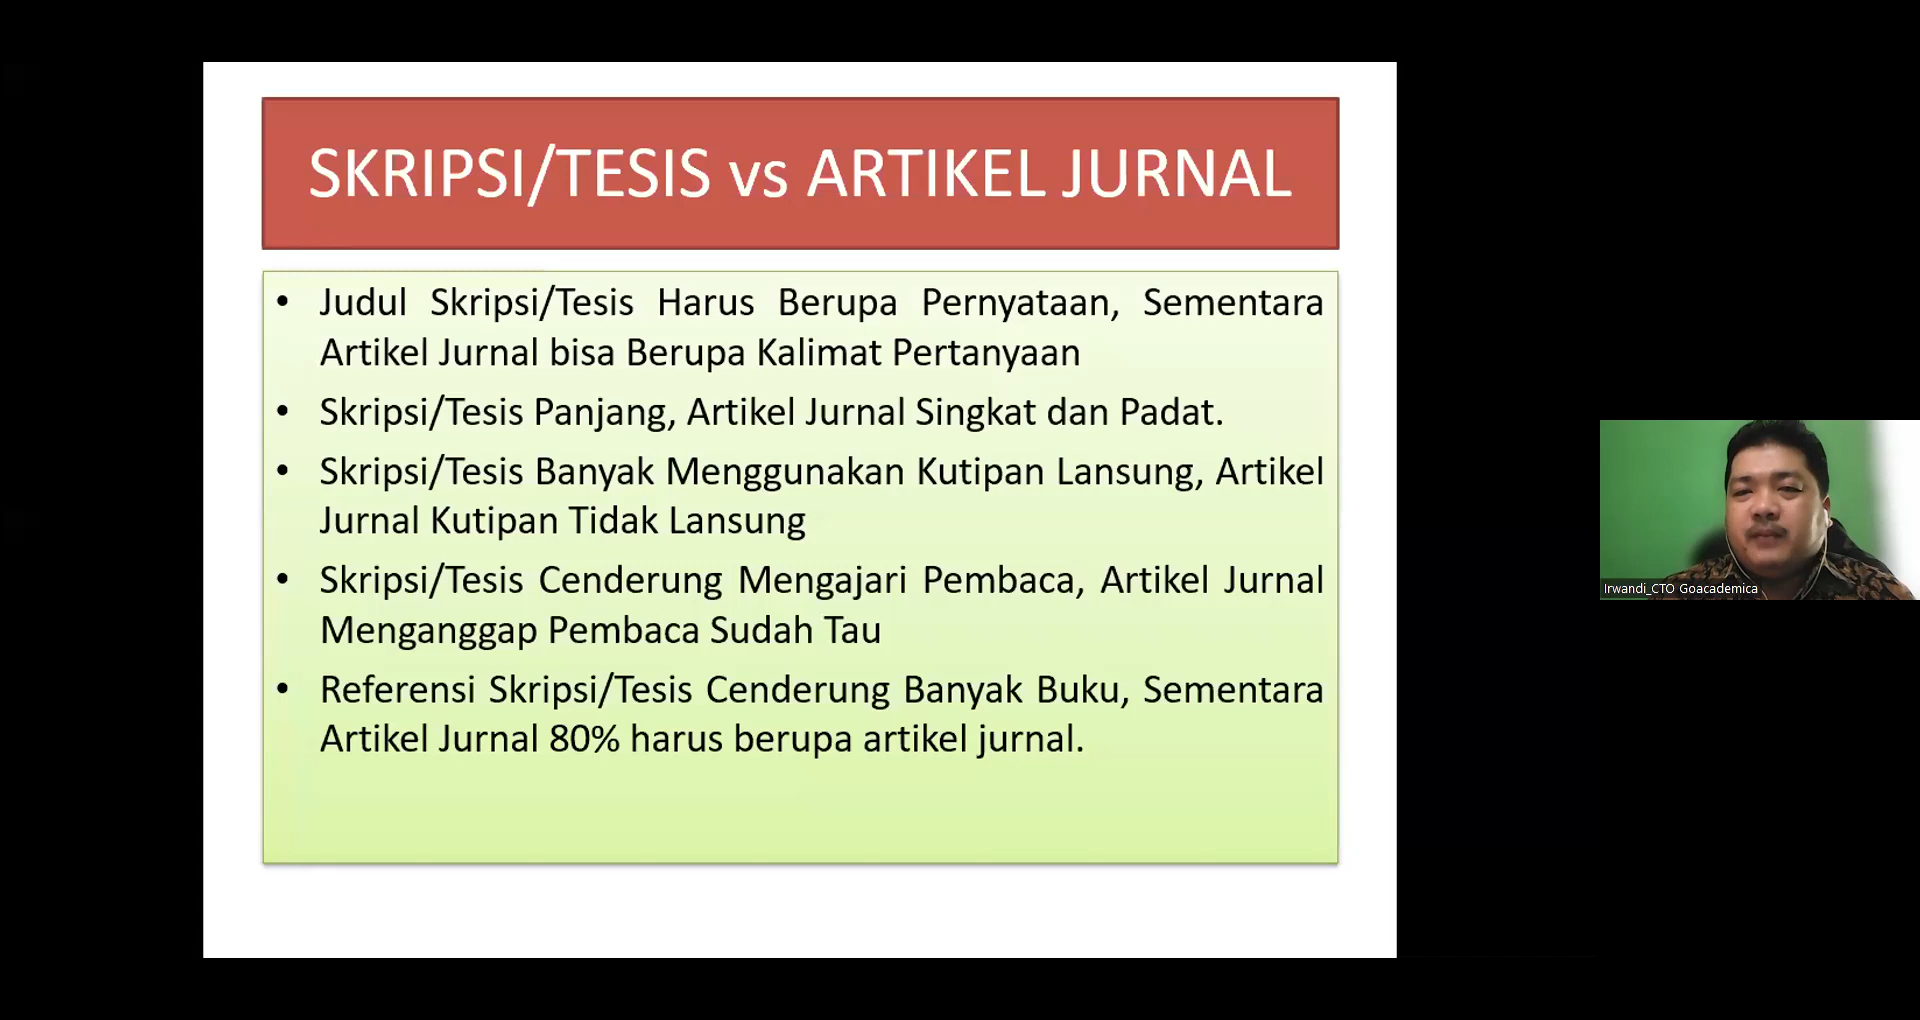 SKRIPSI/TESIS vs ARTIKEL JURNAL
• Judul Skripsi/Tesis Harus Berupa Pernyataan, Sementara
Artikel Jurnal bisa Berupa Kalimat Pertanyaan
• Skripsi/Tesis Panjang, Artikel Jurnal Singkat dan Padat.
• Skripsi/Tesis Banyak Menggunakan Kutipan Lansung, Artikel
Jurnal Kutipan Tidak Lansung
• Skripsi/Tesis Cenderung Mengajari Pembaca, Artikel Jurnal
Menganggap Pembaca Sudah Tau
• Referensi Skripsi/Tesis Cenderung Banyak Buku, Sementara
Artikel Jurnal 80% harus berupa artikel jurnal.
Irwandi_CTO Goacademica